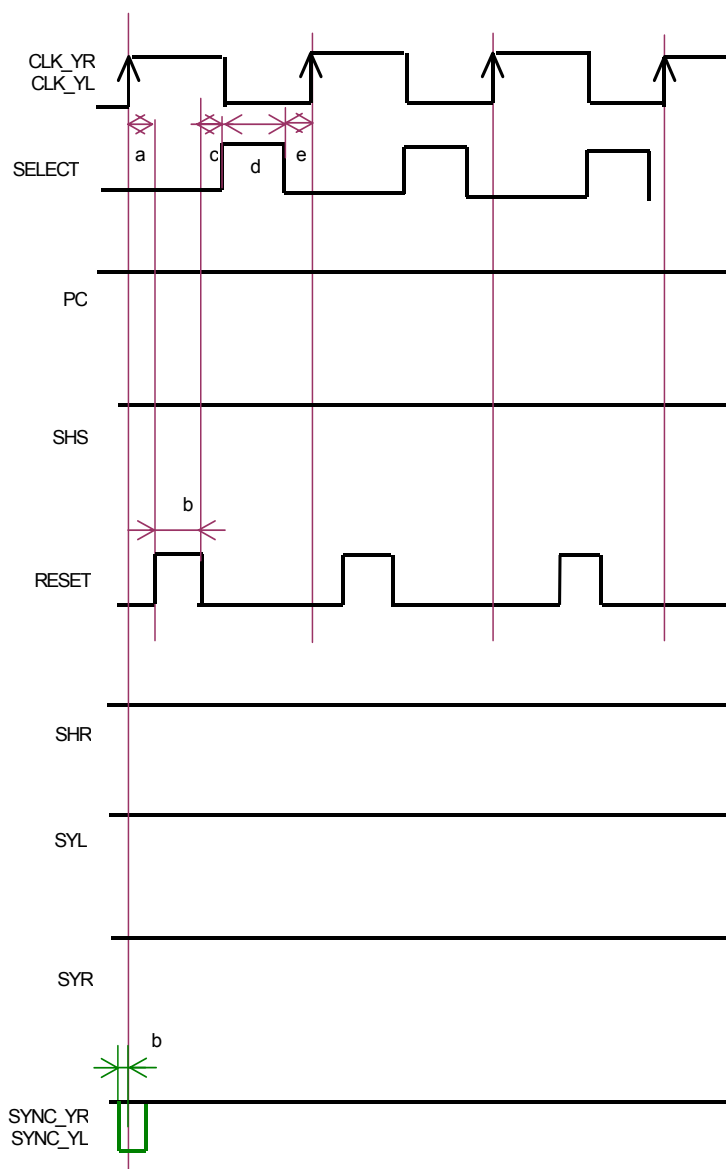 CLK_YR
CLK_YL
a
c
d
e
SELECT
PC
SHS
b
RESET
SHR
SYL
SYR
b
SYNC_YR
SYNC_YL